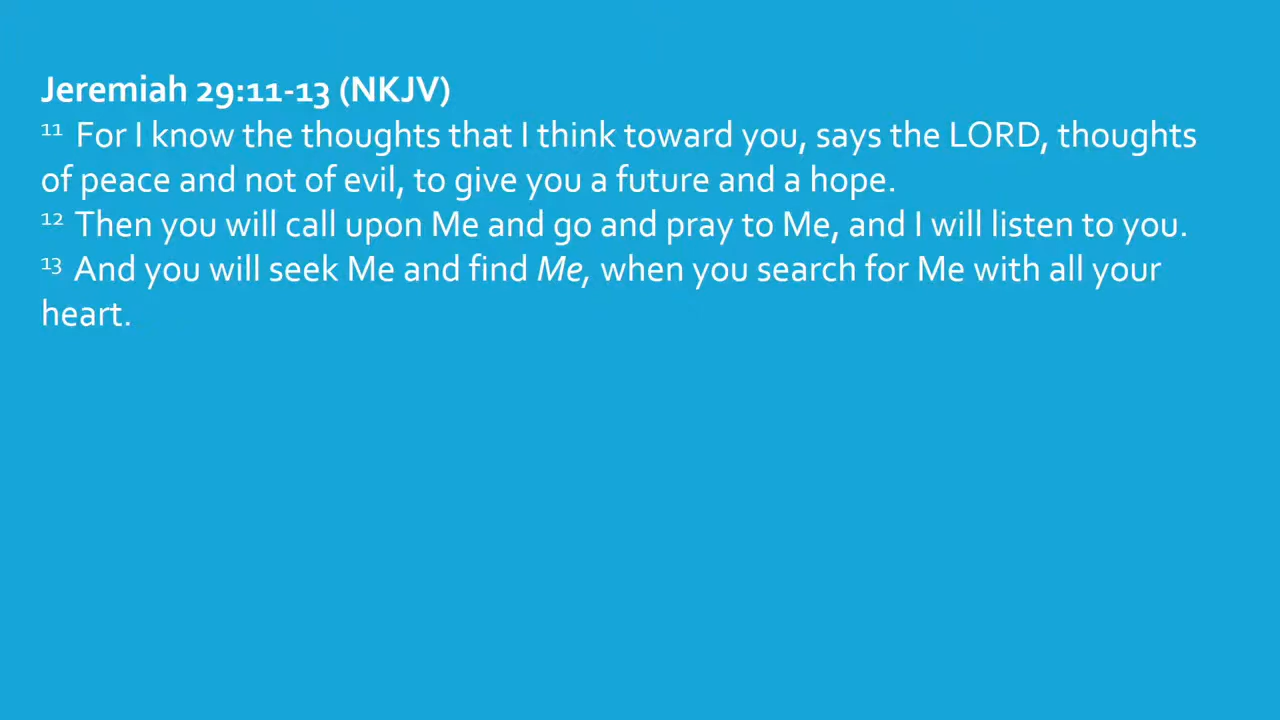 Jeremiah 29:11-13 (NKJV)
11 For I know the thoughts that I think toward you, says the LORD, thoughts
of peace and not of evil, to give you a future and a hope.
12 Then you will call upon Me and go and pray to Me, and I will listen to you.
13 And you will seek Me and find Me, when you search for Me with all your
heart.